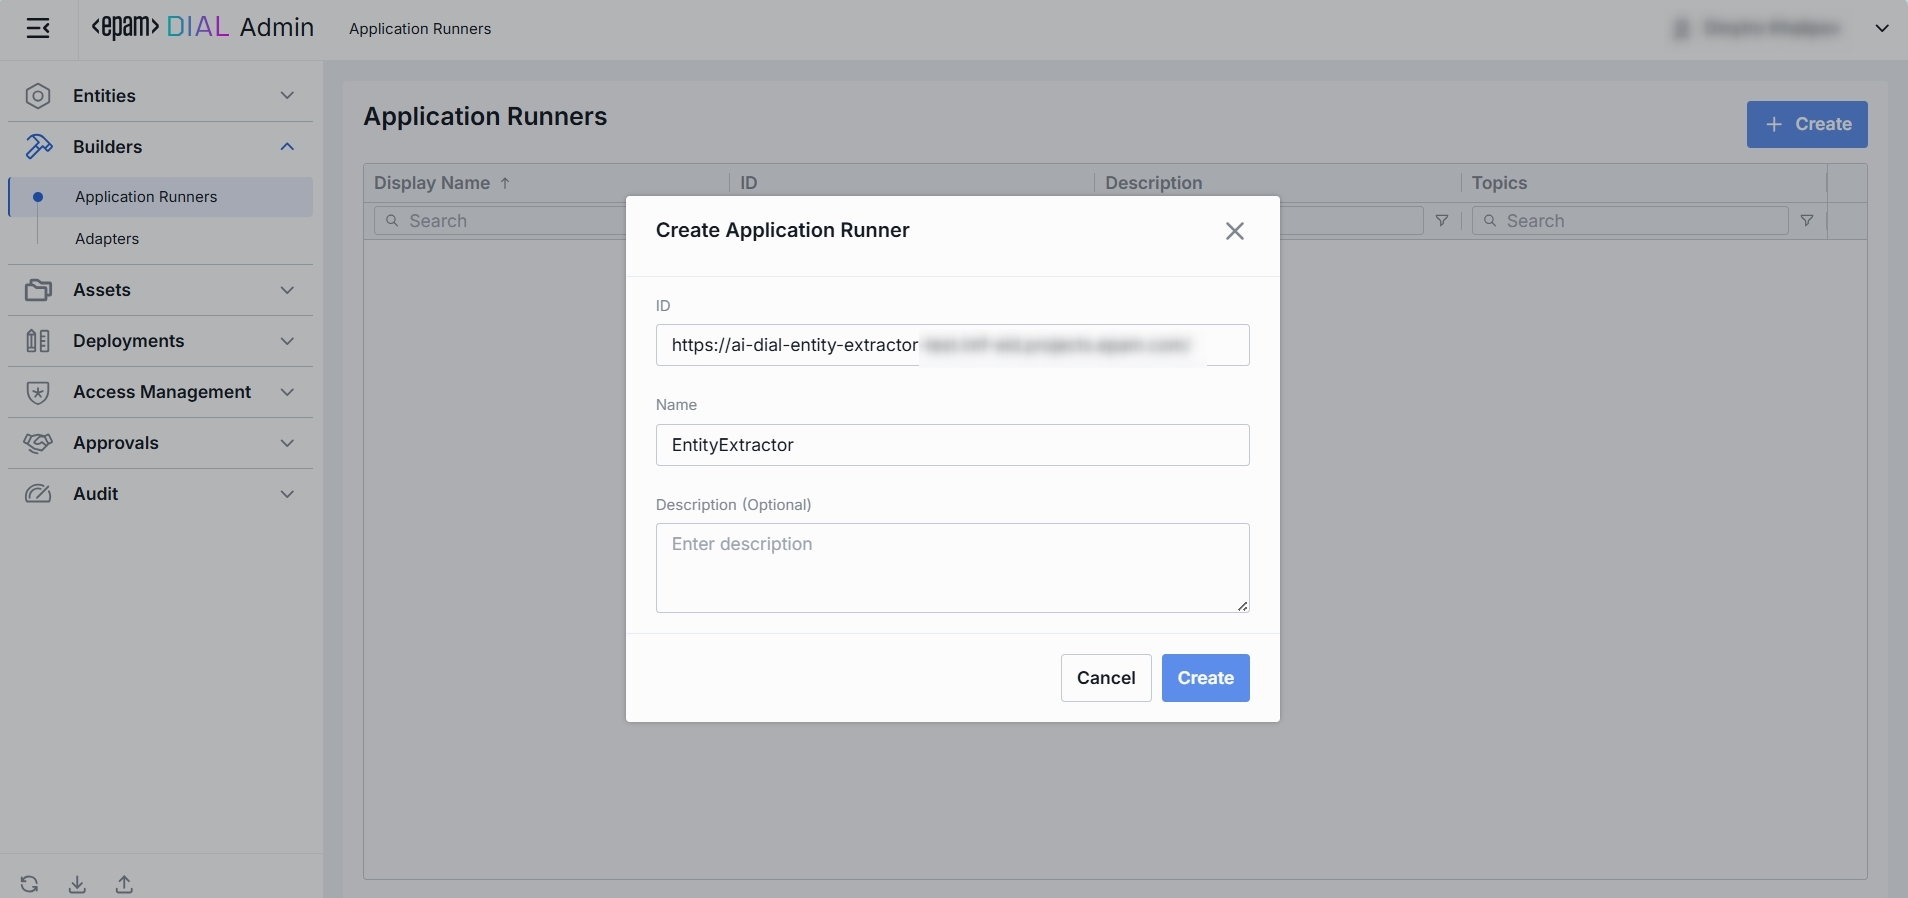 <epam> DIAL Admin
Application Runners
Entities
Builders
Application Runners
Adapters
Assets
Deployments
Access Management
Approvals
Audit
Application Runners
+ Create
Display Name ↑ ID Description Topics
Search Search
Create Application Runner
ID
https://ai-dial-entity-extractor
Name
EntityExtractor
Description (Optional)
Enter description
Cancel Create